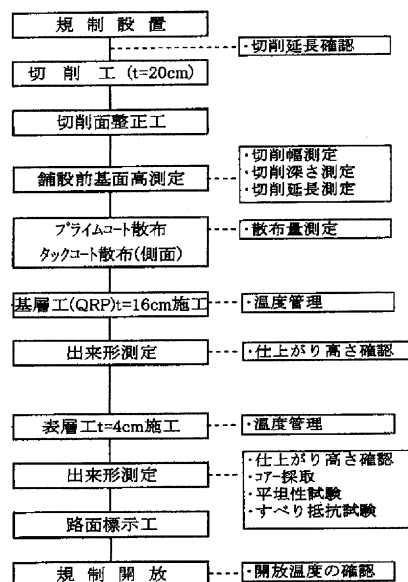 規 制 設 置
・切削延長確認
切 削 工 (t=20cm)
切削面整正工
舗設前基面高測定
・切削幅測定
・切削深さ測定
・切削延長測定
プライムコート散布
タックコート散布(側面)
・散布量測定
基層工(QRP)t=16cm施工
・温度管理
出来形測定
・仕上がり高さ確認
表層工t=4cm施工
・温度管理
出来形測定
・仕上がり高さ確認
・コアー採取
・平坦性試験
・すべり抵抗試験
路面標示工
規 制 開 放
・開放温度の確認